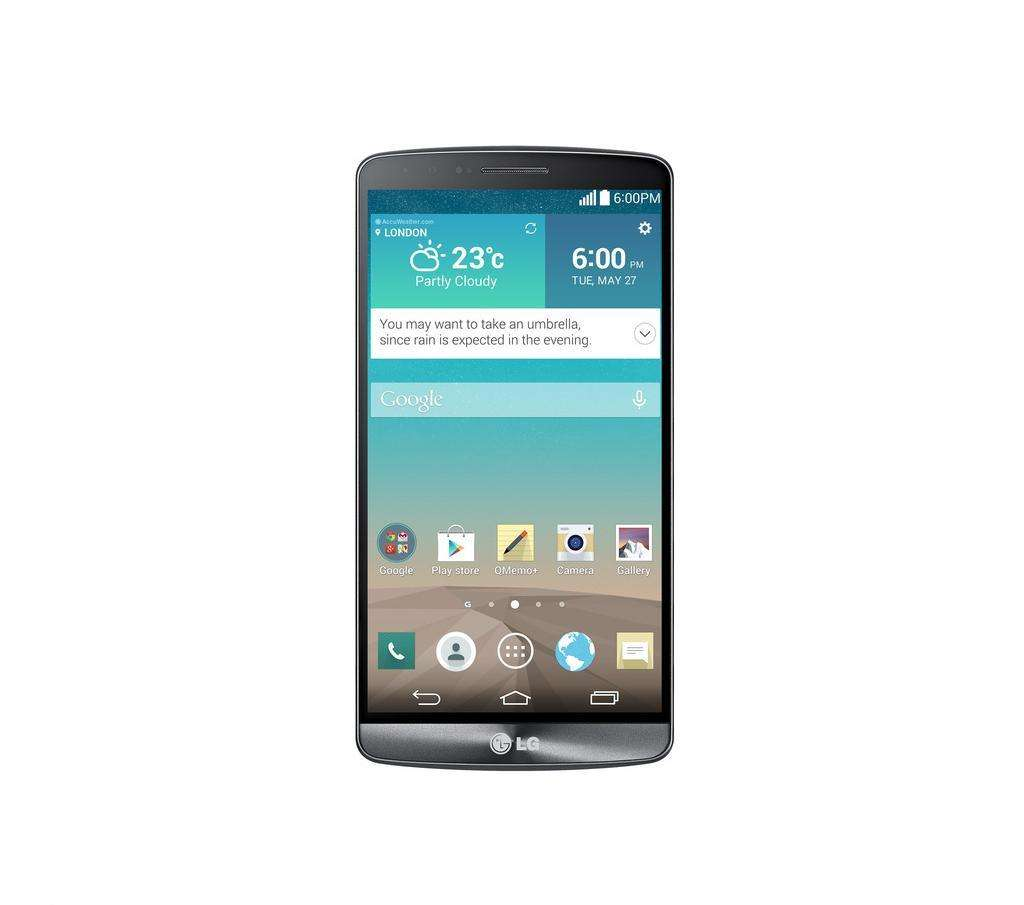 6:00PM
AccuWeather.com
LONDON
23°c
Partly Cloudy
6:00 PM
TUE, MAY 27
You may want to take an umbrella,
since rain is expected in the evening.
Google
Google
Play store
QMemo+
Camera
Gallery
G
LG